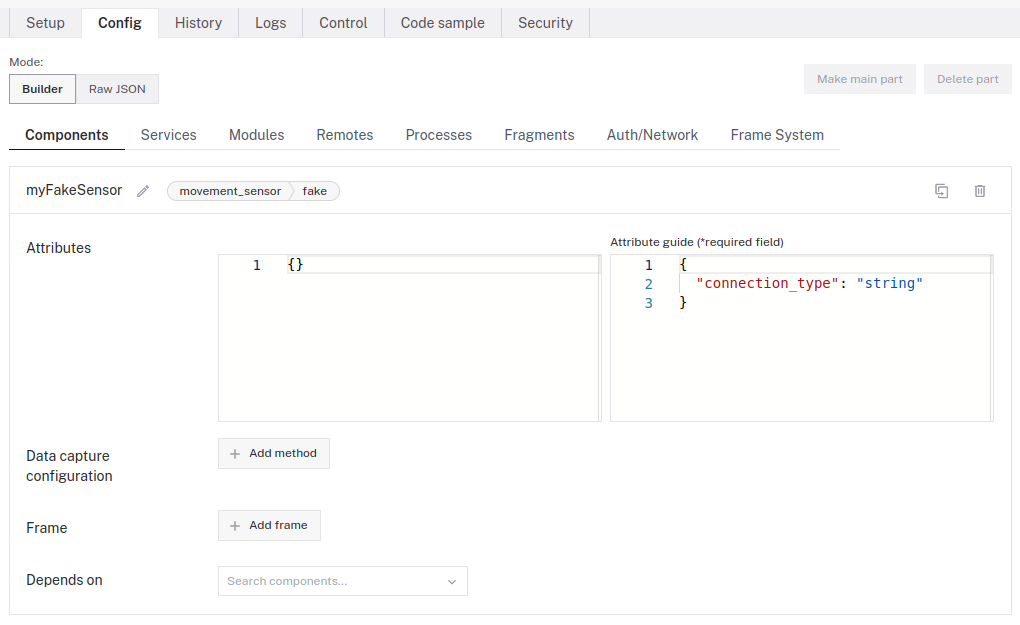 Setup Config History Logs Control Code sample Security
Mode:
Builder Raw JSON
Make main part Delete part
Components Services Modules Remotes Processes Fragments Auth/Network Frame System
myFakeSensor movement_sensor fake
Attributes
Attribute guide (*required field)
1 {}
1 {
2 "connection_type": "string"
3 }
Data capture
configuration
+ Add method
Frame
+ Add frame
Depends on
Search components...